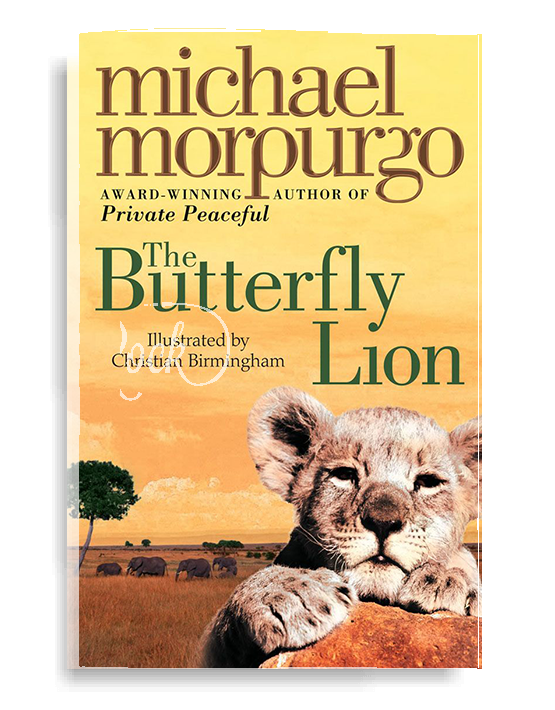 michael
morpurgo
AWARD-WINNING AUTHOR OF
Private Peaceful
The
Butterfly
Lion
Illustrated by
Christian Birmingham